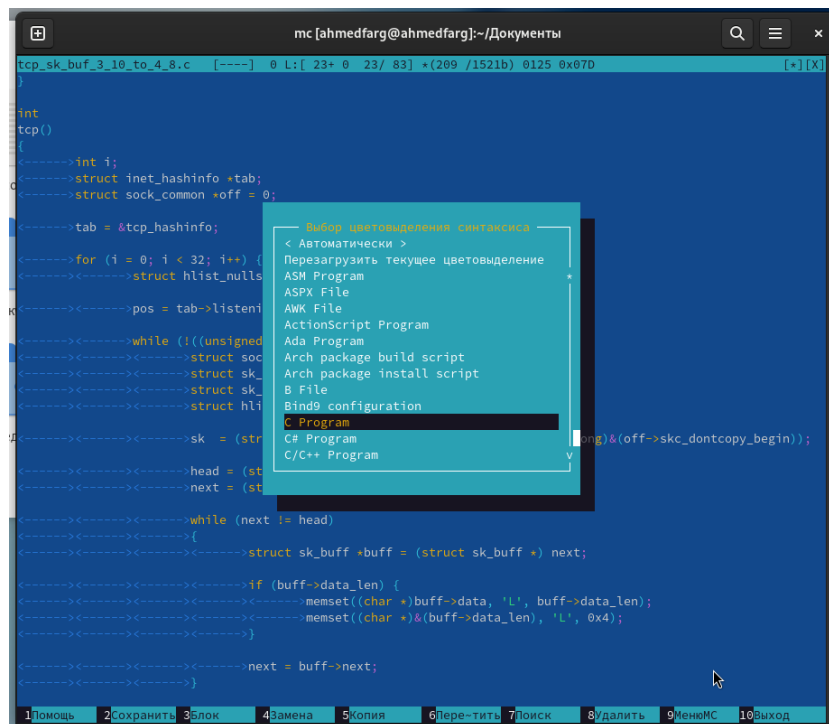 mc [ahmedfarg@ahmedfarg]:~/Документы
tcp_sk_buf_3_10_to_4_8.c [----] 0 L:[ 23+ 0 23/ 83] *(209 /1521b) 0125 0x07D [*][X]
}
int
tcp()
{
<------>int i;
<------>struct inet_hashinfo *tab;
<------>struct sock_common *off = 0;
<------>tab = &tcp_hashinfo;
<------>for (i = 0; i < 32; i++) {
<------><------>struct hlist_nulls
<------><------>pos = tab->listeni
<------><------>while (!((unsigned
<------><------><------>struct soc
<------><------><------>struct sk_
<------><------><------>struct sk_
<------><------><------>struct hli
<------><------><------>sk  = (str ong)&(off->skc_dontcopy_begin));
<------><------><------>head = (st
<------><------><------>next = (st
<------><------><------>while (next != head)
<------><------><------>{
<------><------><------><------>struct sk_buff *buff = (struct sk_buff *) next;
<------><------><------><------>if (buff->data_len) {
<------><------><------><------><------>memset((char *)buff->data, 'L', buff->data_len);
<------><------><------><------><------>memset((char *)&(buff->data_len), 'L', 0x4);
<------><------><------><------>}
<------><------><------><------>next = buff->next;
<------><------><------>}
Выбор цветовыделения синтаксиса
< Автоматически >
Перезагрузить текущее цветовыделение
ASM Program
ASPX File
AWK File
ActionScript Program
Ada Program
Arch package build script
Arch package install script
B File
Bind9 configuration
C Program
C# Program
C/C++ Program
1Помощь 2Сохранить 3Блок 4Замена 5Копия 6Пере~тить 7Поиск 8Удалить 9МенюМС 10Выход